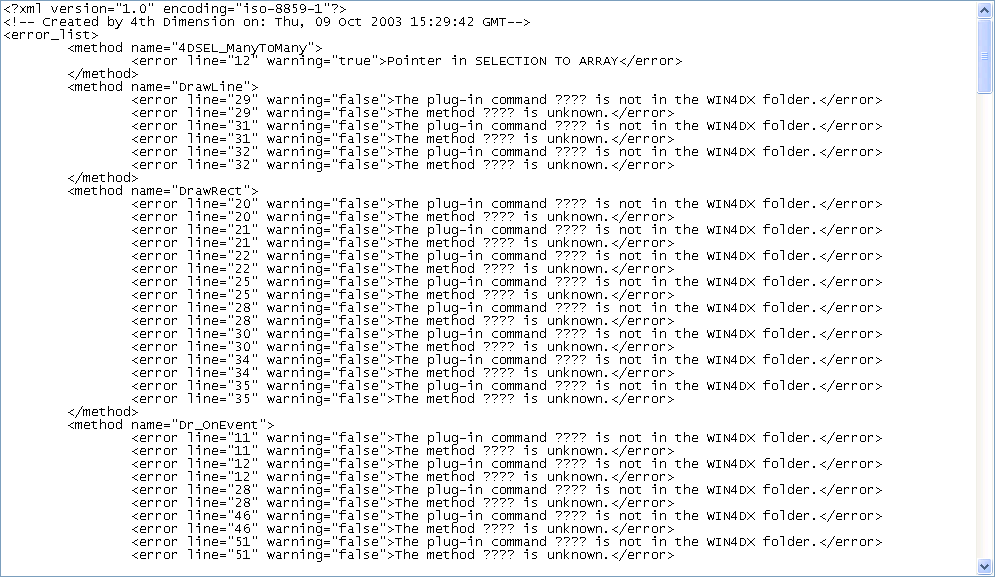 <?xml version="1.0" encoding="iso-8859-1"?>
<!-- Created by 4th Dimension on: Thu, 09 Oct 2003 15:29:42 GMT-->
<error_list>
<method name="4DSEL_ManyToMany">
<error line="12" warning="true">Pointer in SELECTION TO ARRAY</error>
</method>
<method name="DrawLine">
<error line="29" warning="false">The plug-in command ???? is not in the WIN4DX folder.</error>
<error line="29" warning="false">The method ???? is unknown.</error>
<error line="31" warning="false">The plug-in command ???? is not in the WIN4DX folder.</error>
<error line="31" warning="false">The method ???? is unknown.</error>
<error line="32" warning="false">The plug-in command ???? is not in the WIN4DX folder.</error>
<error line="32" warning="false">The method ???? is unknown.</error>
</method>
<method name="DrawRect">
<error line="20" warning="false">The plug-in command ???? is not in the WIN4DX folder.</error>
<error line="20" warning="false">The method ???? is unknown.</error>
<error line="21" warning="false">The plug-in command ???? is not in the WIN4DX folder.</error>
<error line="21" warning="false">The method ???? is unknown.</error>
<error line="22" warning="false">The plug-in command ???? is not in the WIN4DX folder.</error>
<error line="22" warning="false">The method ???? is unknown.</error>
<error line="25" warning="false">The plug-in command ???? is not in the WIN4DX folder.</error>
<error line="25" warning="false">The method ???? is unknown.</error>
<error line="28" warning="false">The plug-in command ???? is not in the WIN4DX folder.</error>
<error line="28" warning="false">The method ???? is unknown.</error>
<error line="30" warning="false">The plug-in command ???? is not in the WIN4DX folder.</error>
<error line="30" warning="false">The method ???? is unknown.</error>
<error line="34" warning="false">The plug-in command ???? is not in the WIN4DX folder.</error>
<error line="34" warning="false">The method ???? is unknown.</error>
<error line="35" warning="false">The plug-in command ???? is not in the WIN4DX folder.</error>
<error line="35" warning="false">The method ???? is unknown.</error>
</method>
<method name="Dr_OnEvent">
<error line="11" warning="false">The plug-in command ???? is not in the WIN4DX folder.</error>
<error line="11" warning="false">The method ???? is unknown.</error>
<error line="12" warning="false">The plug-in command ???? is not in the WIN4DX folder.</error>
<error line="12" warning="false">The method ???? is unknown.</error>
<error line="28" warning="false">The plug-in command ???? is not in the WIN4DX folder.</error>
<error line="28" warning="false">The method ???? is unknown.</error>
<error line="46" warning="false">The plug-in command ???? is not in the WIN4DX folder.</error>
<error line="46" warning="false">The method ???? is unknown.</error>
<error line="51" warning="false">The plug-in command ???? is not in the WIN4DX folder.</error>
<error line="51" warning="false">The method ???? is unknown.</error>